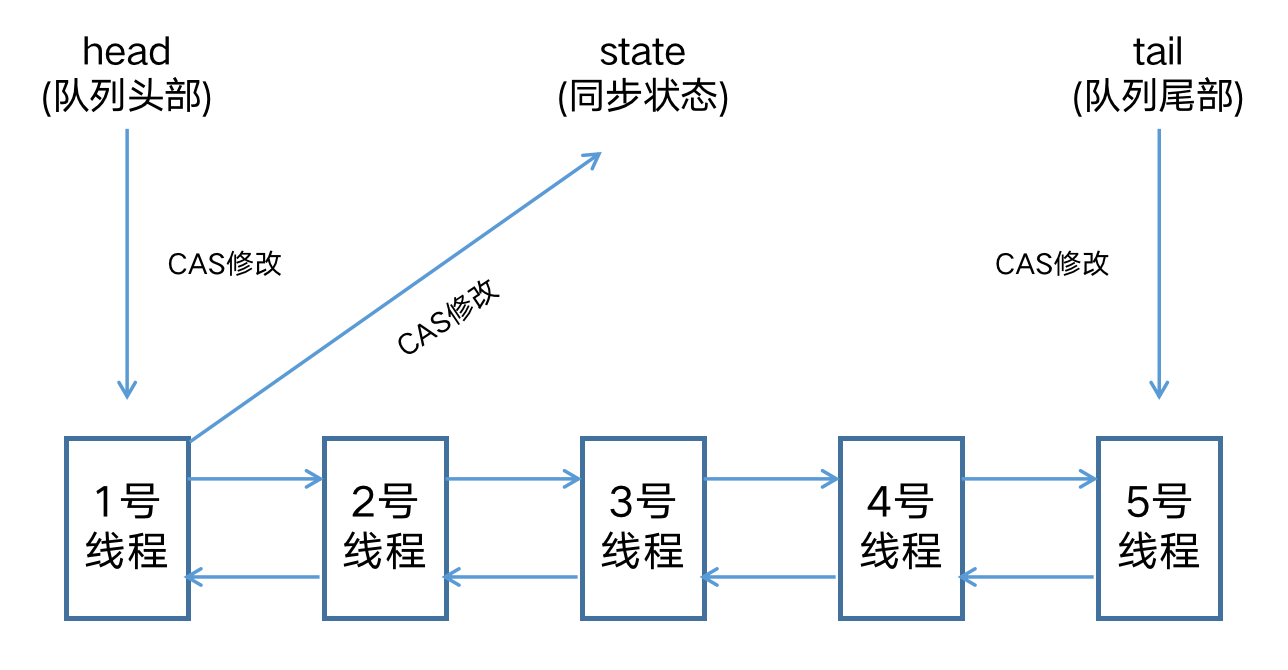 head
(队列头部)
state
(同步状态)
tail
(队列尾部)
CAS修改
CAS修改
CAS修改
1号
线程
2号
线程
3号
线程
4号
线程
5号
线程